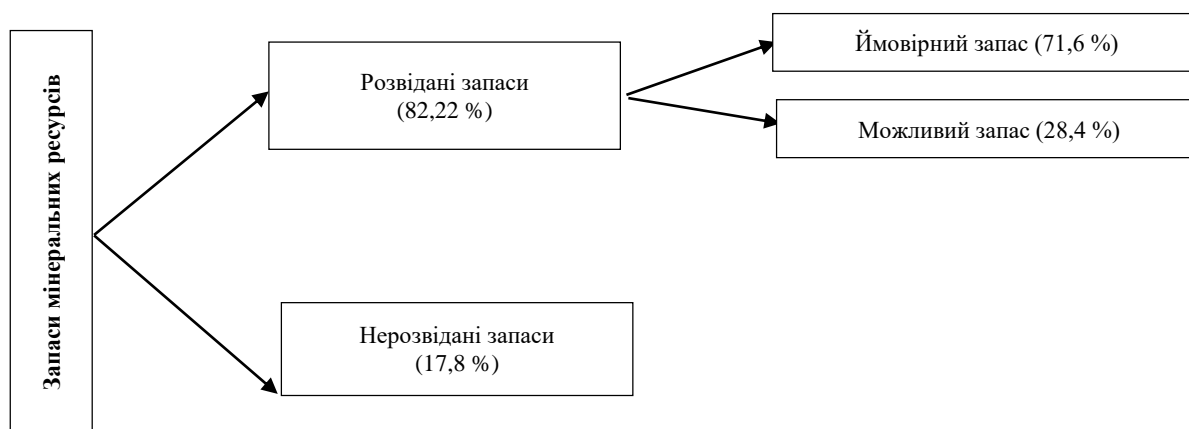 Запаси мінеральних ресурсів
Розвідані запаси
(82,22 %)
Ймовірний запас (71,6 %)
Можливий запас (28,4 %)
Нерозвідані запаси
(17,8 %)